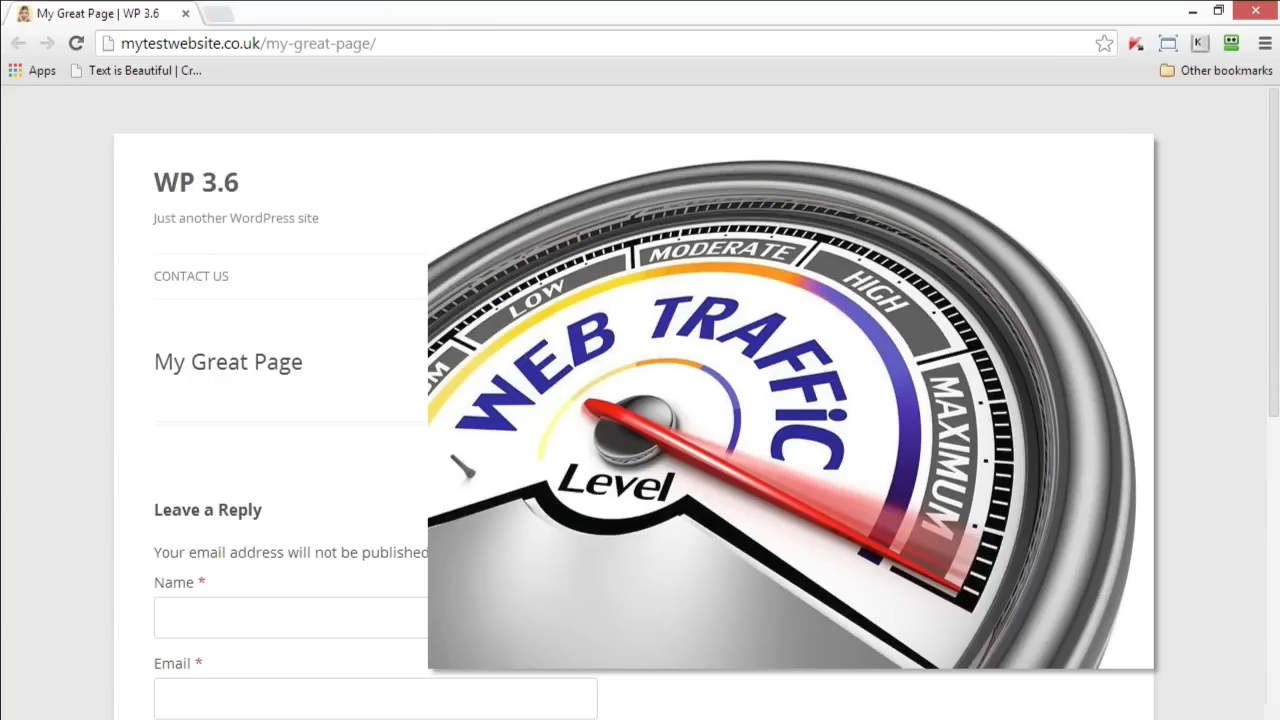 My Great Page | WP 3.6
mytestwebsite.co.uk/my-great-page/
Apps
Text is Beautiful | Cr...
Other bookmarks
WP 3.6
Just another WordPress site
CONTACT US
My Great Page
Leave a Reply
Your email address will not be published
Name *
Email *
LOW
MODERATE
HIGH
MAXIMUM
WEB TRAFFiC
Level